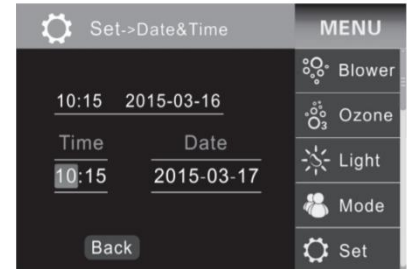 Set->Date&Time
MENU
10:15 2015-03-16
Time Date
10:15 2015-03-17
Back
Blower
O₃ Ozone
Light
Mode
Set